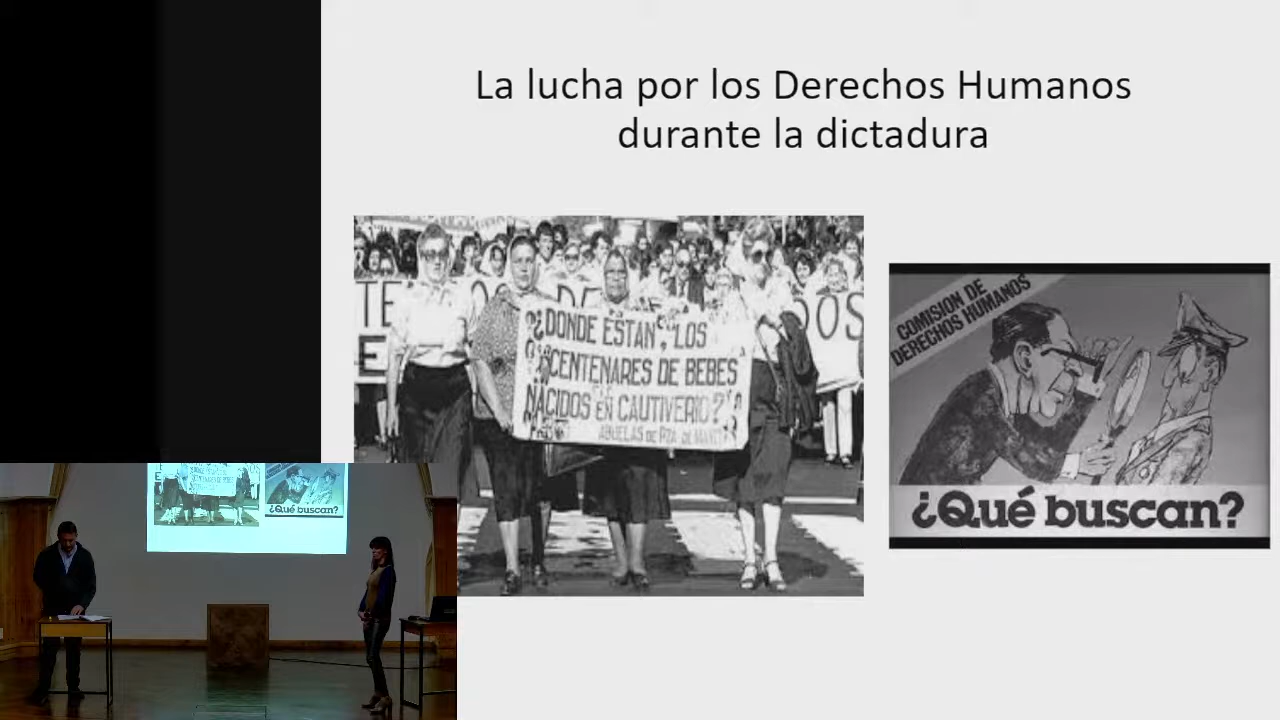 La lucha por los Derechos Humanos
durante la dictadura
¿DONDE ESTAN LOS
CENTENARES DE BEBES
NACIDOS EN CAUTIVERIO?
ABUELAS DE PZA DE MAYO
COMISION DE
DERECHOS HUMANOS
¿Qué buscan?
¿Qué buscan?